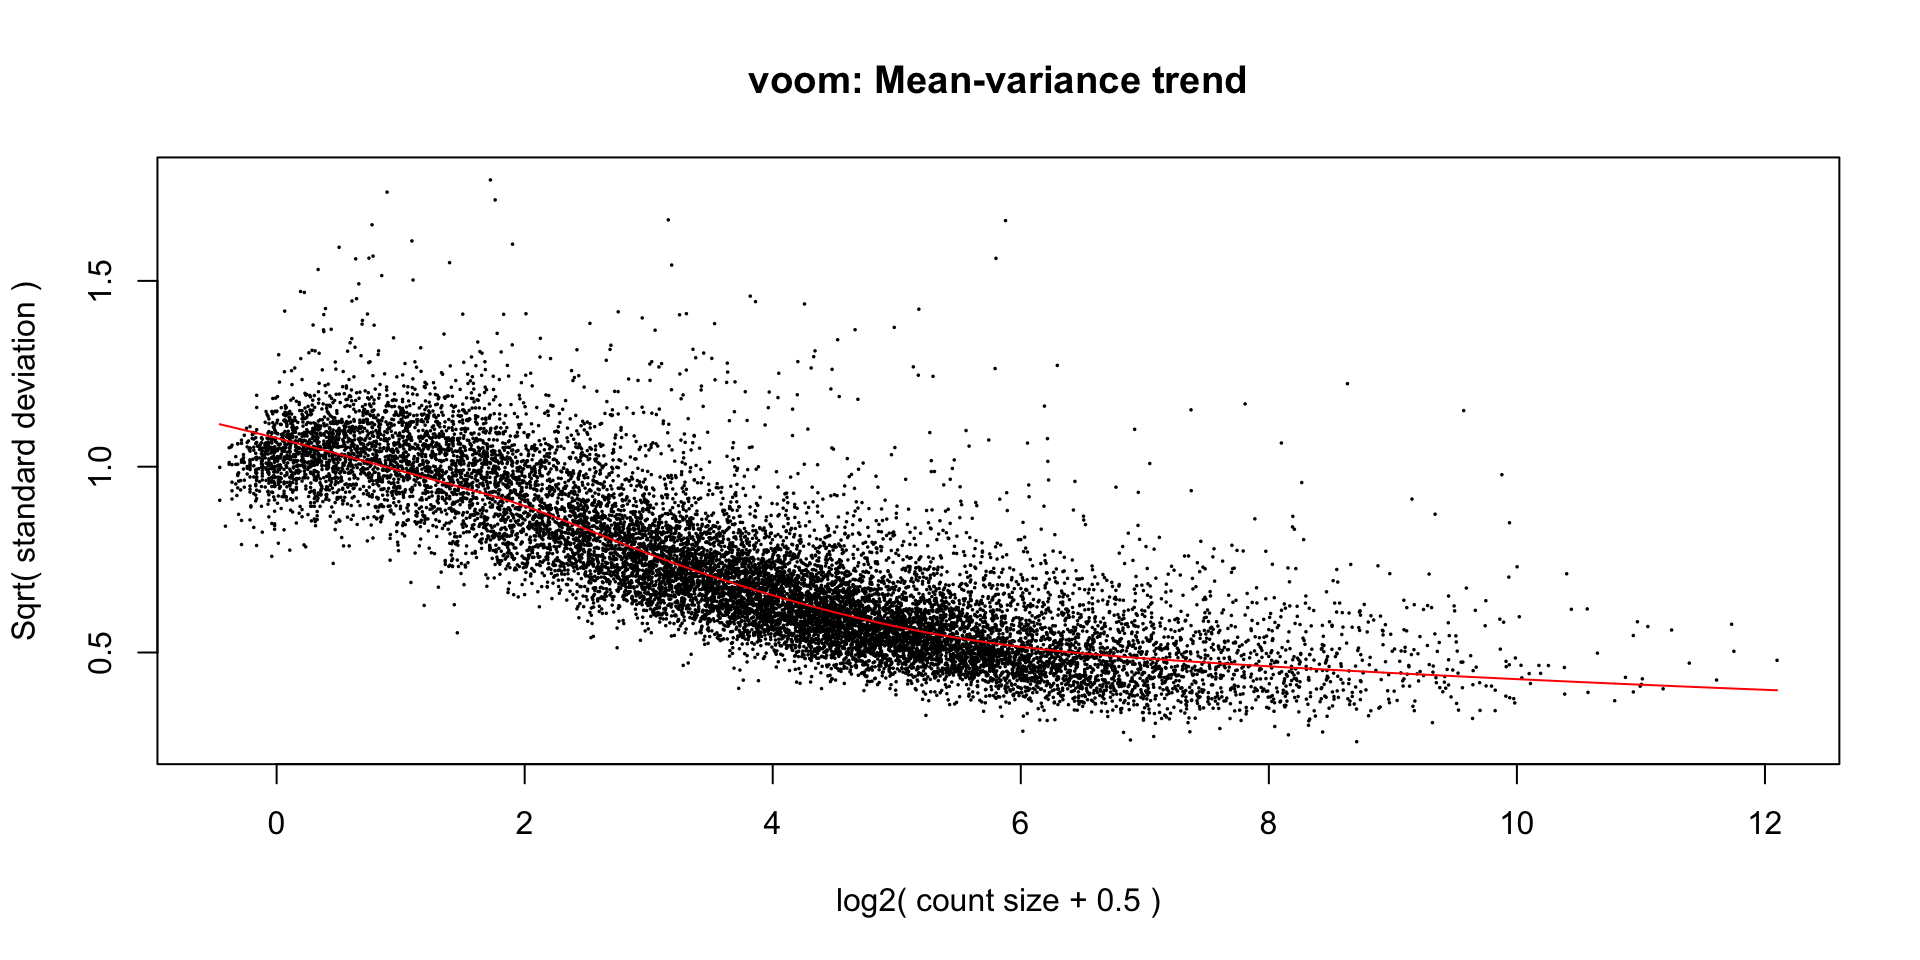 voom: Mean-variance trend
Sqrt( standard deviation )
1.5
1.0
0.5
0 2 4 6 8 10 12
log2( count size + 0.5 )